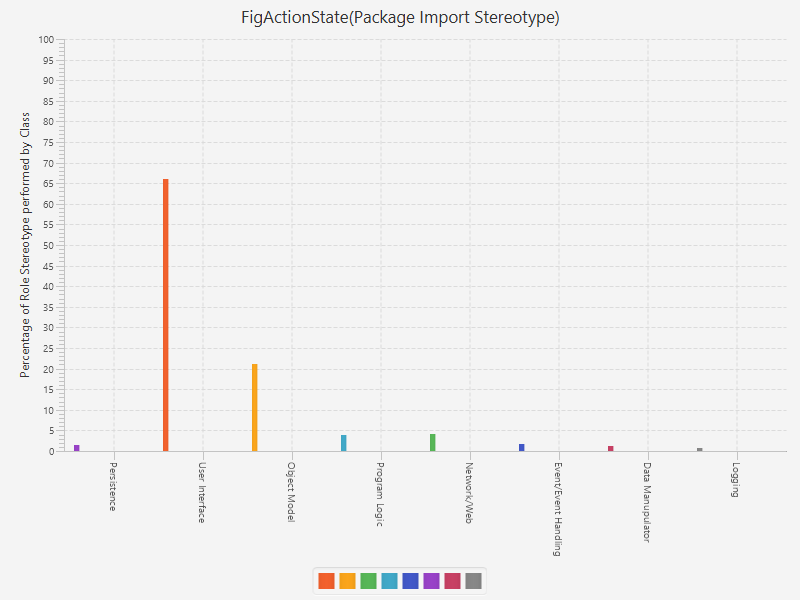 FigActionState(Package Import Stereotype)
Percentage of Role Stereotype performed by Class
100
95
90
85
80
75
70
65
60
55
50
45
40
35
30
25
20
15
10
5
0
Persistence
User Interface
Object Model
Program Logic
Network/Web
Event/Event Handling
Data Manupulator
Logging